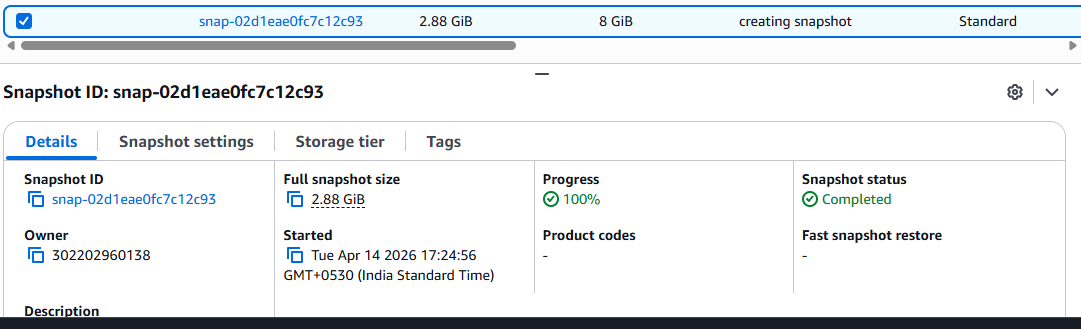 snap-02d1eae0fc7c12c93 2.88 GiB 8 GiB creating snapshot Standard
Snapshot ID: snap-02d1eae0fc7c12c93
Details Snapshot settings Storage tier Tags
Snapshot ID Full snapshot size Progress Snapshot status
snap-02d1eae0fc7c12c93 2.88 GiB 100% Completed
Owner Started Product codes Fast snapshot restore
302202960138 Tue Apr 14 2026 17:24:56 - -
GMT+0530 (India Standard Time)
Description